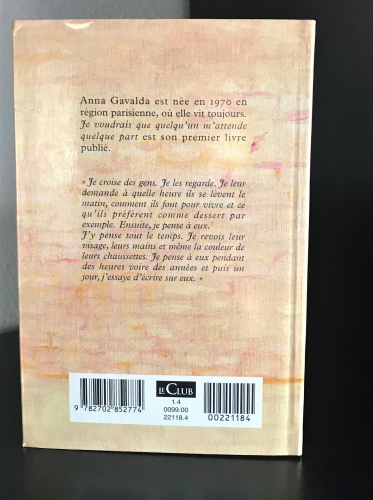 Anna Gavalda est née en 1970 en
région parisienne, où elle vit toujours.
Je voudrais que quelqu'un m'attende
quelque part est son premier livre
publié.
« Je croise des gens. Je les regarde. Je leur
demande à quelle heure ils se lèvent le
matin, comment ils font pour vivre et ce
qu'ils préfèrent comme dessert par
exemple. Ensuite, je pense à eux.
J'y pense tout le temps. Je revois leur
visage, leurs mains et même la couleur de
leurs chaussettes. Je pense à eux pendant
des heures voire des années et puis un
jour, j'essaye d'écrire sur eux. »
LE CLUB
1.4
0099.00
22118.4
9 782702 852774
00221184